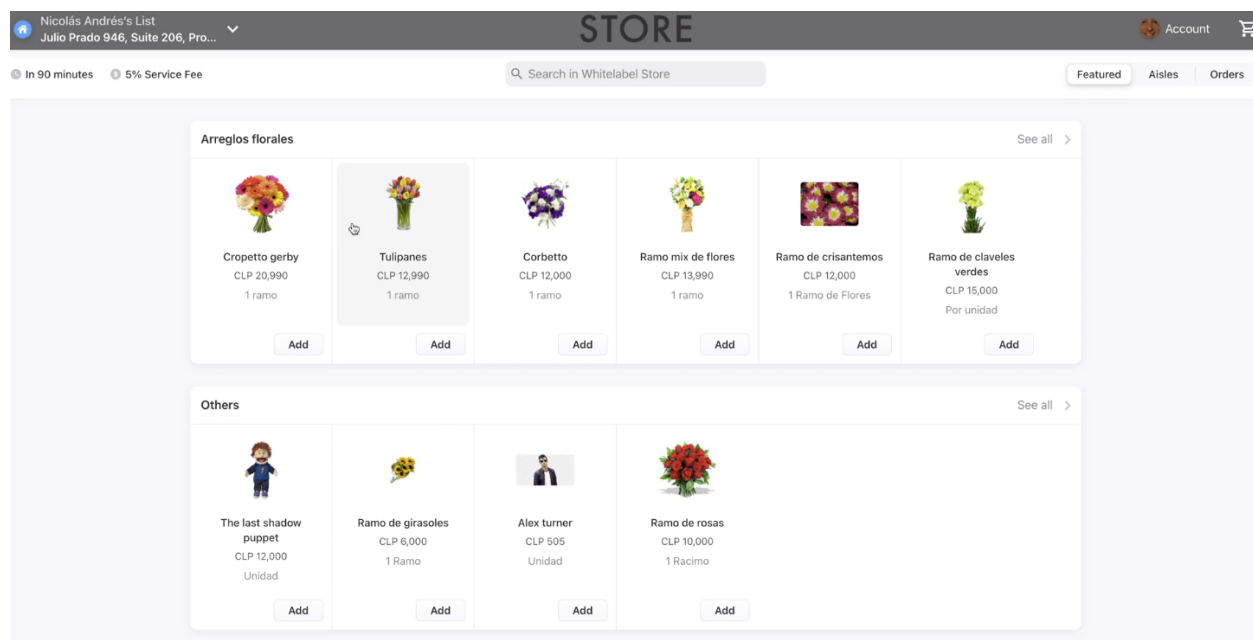 Nicolás Andrés's List
Julio Prado 946, Suite 206, Pro...
STORE
Account
In 90 minutes
5% Service Fee
Search in Whitelabel Store
Featured
Aisles
Orders
Arreglos florales
See all
Cropetto gerby
CLP 20,990
1 ramo
Add
Tulipanes
CLP 12,990
1 ramo
Add
Corbetto
CLP 12,000
1 ramo
Add
Ramo mix de flores
CLP 13,990
1 ramo
Add
Ramo de crisantemos
CLP 12,000
1 Ramo de Flores
Add
Ramo de claveles
verdes
CLP 15,000
Por unidad
Add
Others
See all
The last shadow
puppet
CLP 12,000
Unidad
Add
Ramo de girasoles
CLP 6,000
1 Ramo
Add
Alex turner
CLP 505
Unidad
Add
Ramo de rosas
CLP 10,000
1 Racimo
Add